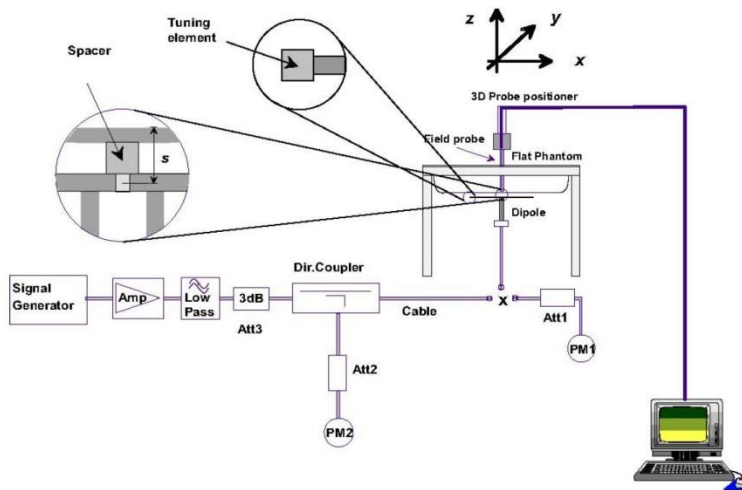 Spacer
s
Tuning
element
z
y
x
3D Probe positioner
Field probe
Flat Phantom
Dipole
Signal
Generator
Amp
Low
Pass
3dB
Att3
Dir.Coupler
Cable
x
Att1
PM1
Att2
PM2